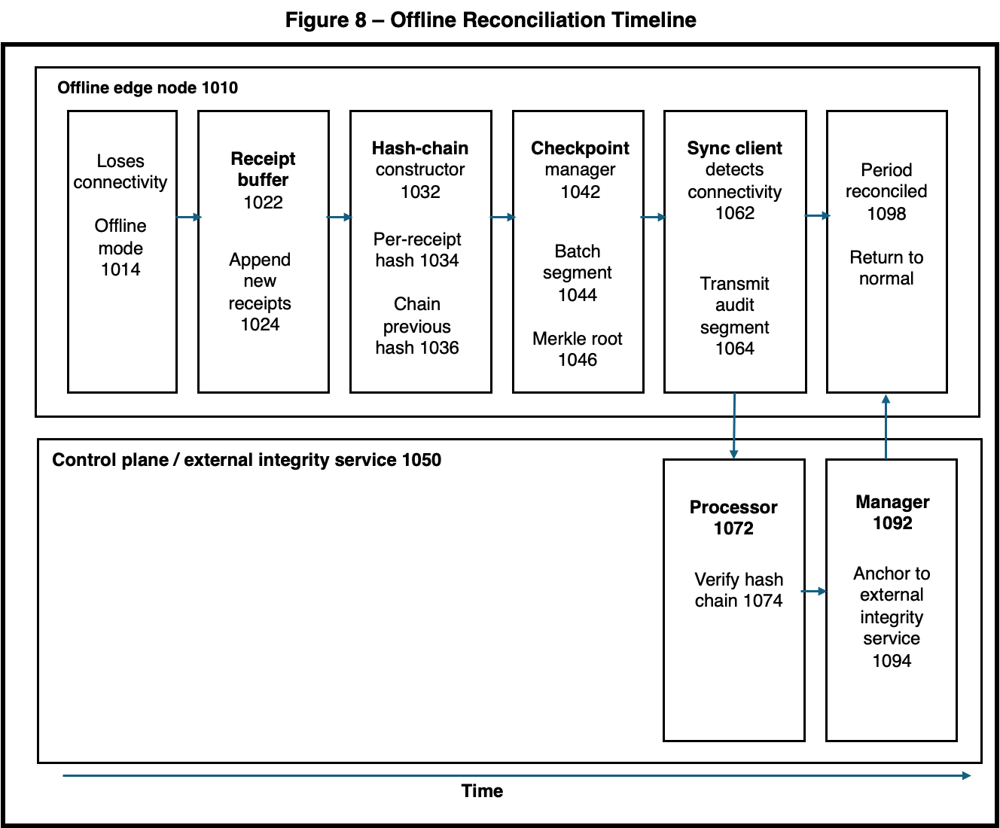 Figure 8 – Offline Reconciliation Timeline
Offline edge node 1010
Loses
connectivity
Offline
mode
1014
Receipt
buffer
1022
Append
new
receipts
1024
Hash-chain
constructor
1032
Per-receipt
hash 1034
Chain
previous
hash 1036
Checkpoint
manager
1042
Batch
segment
1044
Merkle root
1046
Sync client
detects
connectivity
1062
Transmit
audit
segment
1064
Period
reconciled
1098
Return to
normal
Control plane / external integrity service 1050
Processor
1072
Verify hash
chain 1074
Manager
1092
Anchor to
external
integrity
service
1094
Time